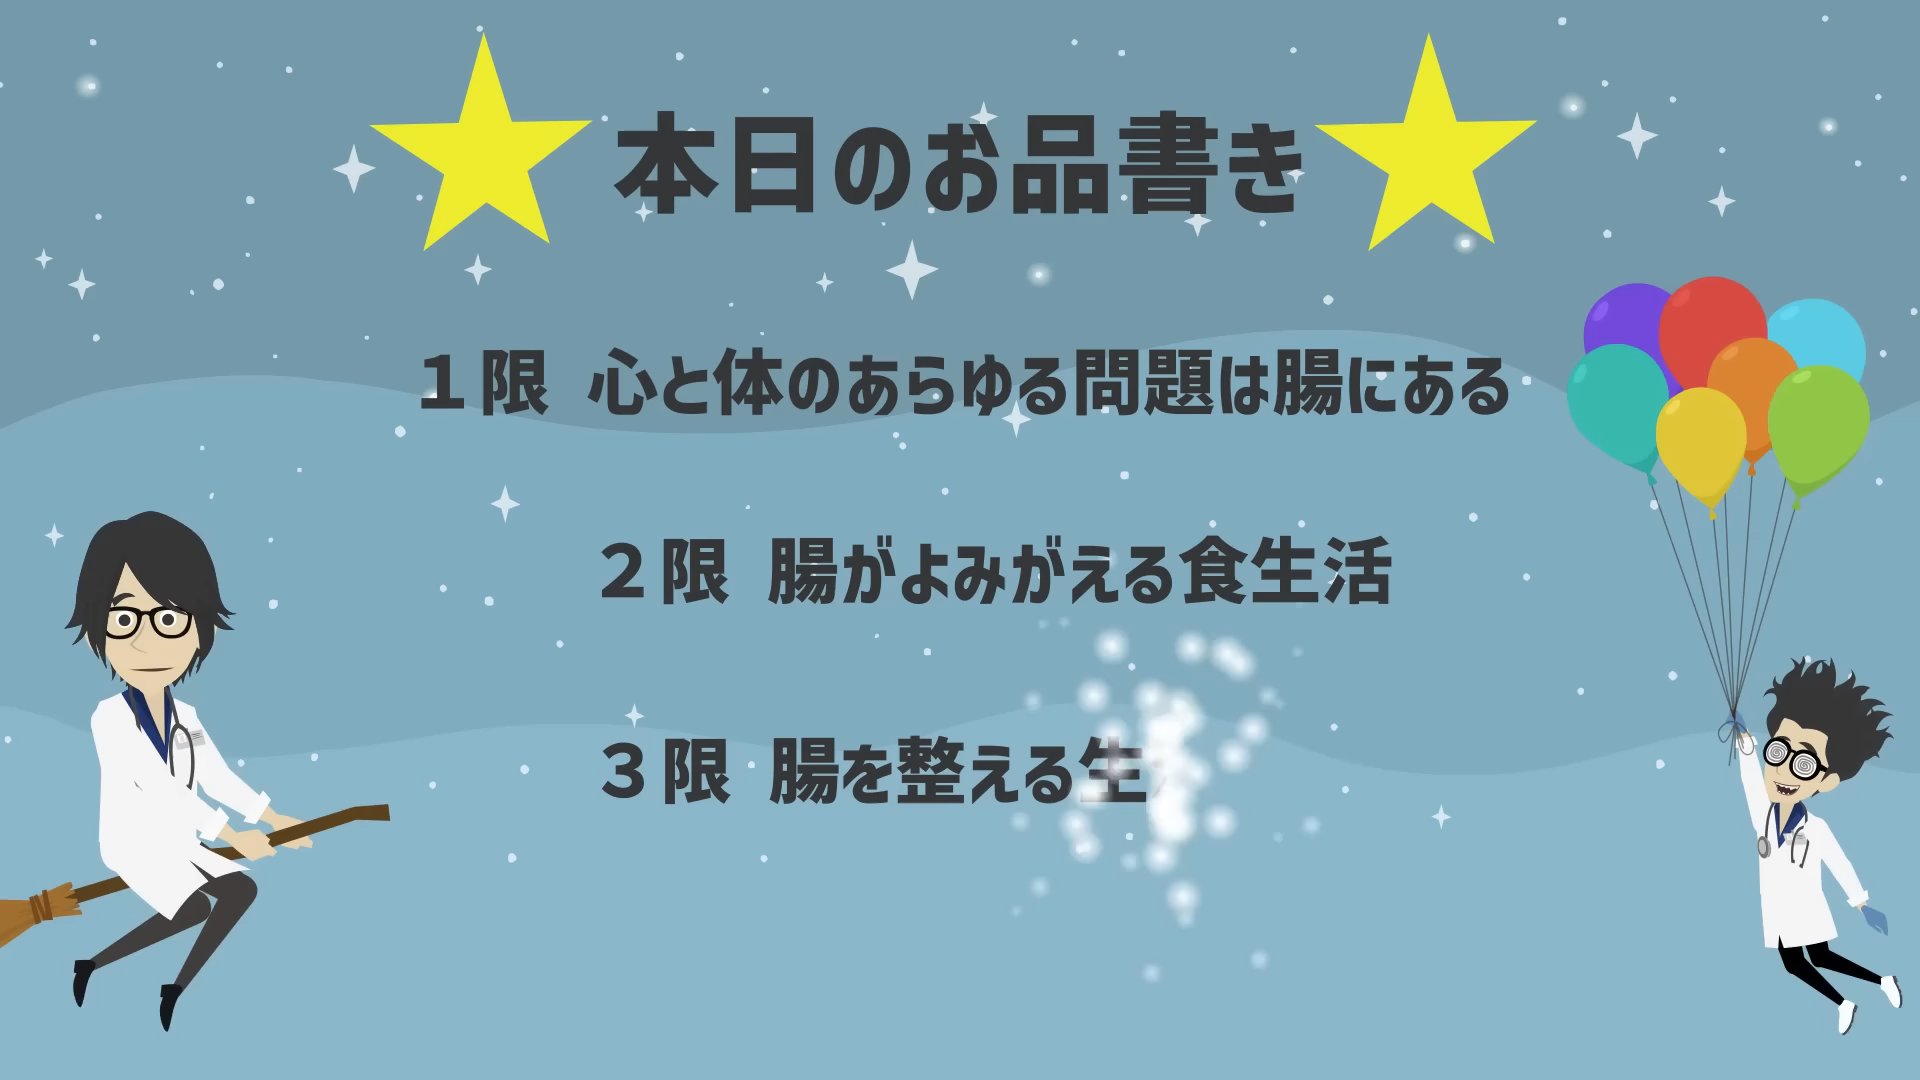 本日のお品書き
１限 心と体のあらゆる問題は腸にある
２限 腸がよみがえる食生活
３限 腸を整える生